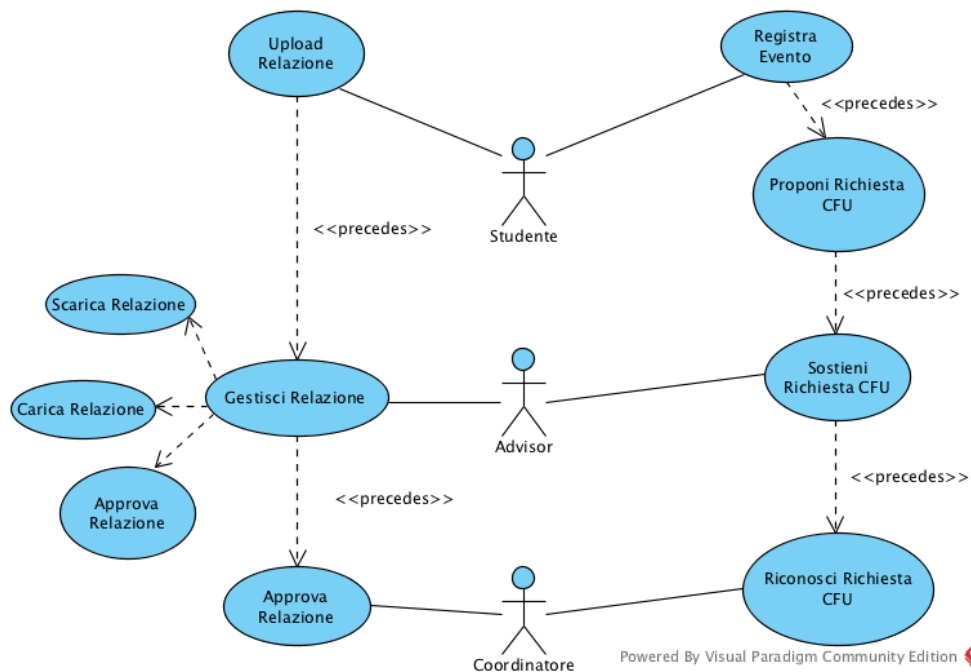 Upload
Relazione
Registra
Evento
<<precedes>>
Proponi Richiesta
CFU
<<precedes>>
Studente
<<precedes>>
Scarica Relazione
Sostieni
Richiesta CFU
Gestisci Relazione
Carica Relazione
Advisor
<<precedes>>
<<precedes>>
Approva
Relazione
Approva
Relazione
Riconosci Richiesta
CFU
Coordinatore
Powered By Visual Paradigm Community Edition